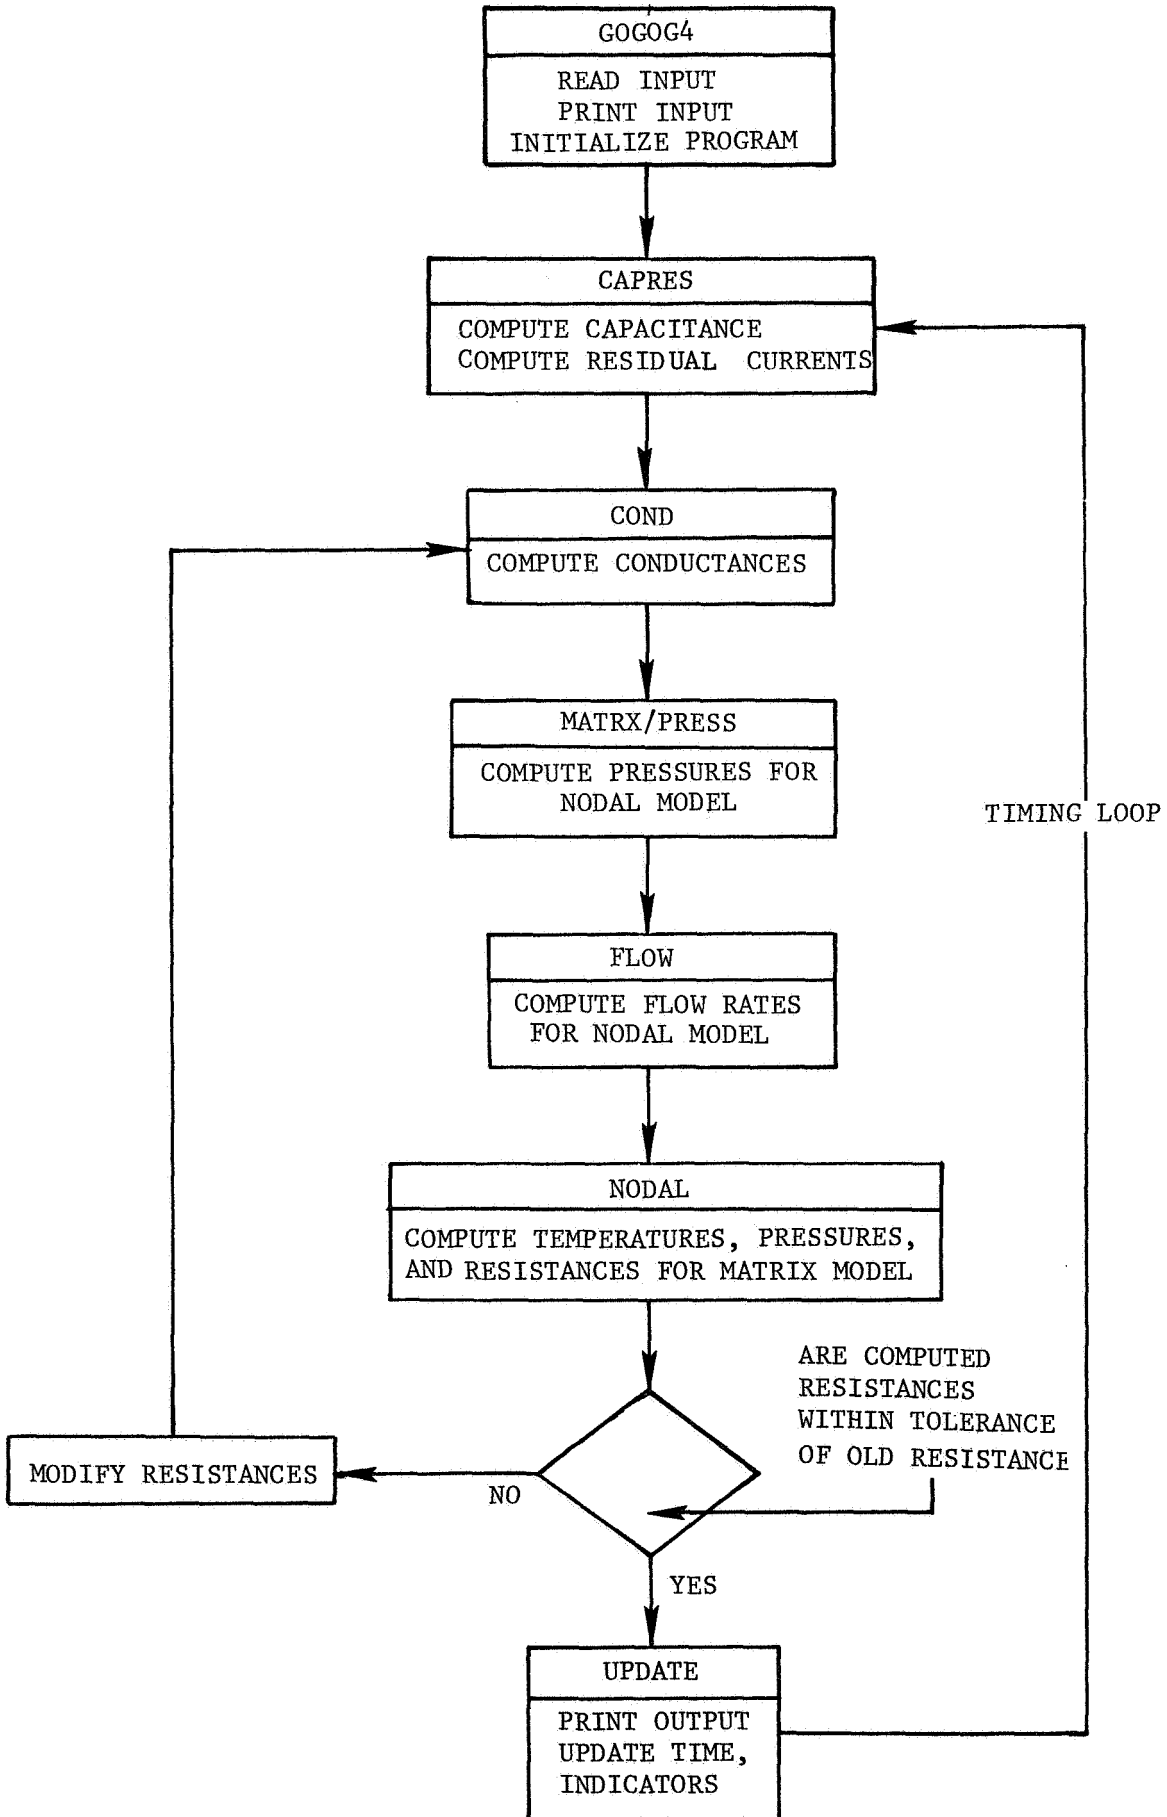 GOGOG4
READ INPUT
PRINT INPUT
INITIALIZE PROGRAM
CAPRES
COMPUTE CAPACITANCE
COMPUTE RESIDUAL CURRENTS
COND
COMPUTE CONDUCTANCES
MATRX/PRESS
COMPUTE PRESSURES FOR
NODAL MODEL
TIMING LOOP
FLOW
COMPUTE FLOW RATES
FOR NODAL MODEL
NODAL
COMPUTE TEMPERATURES, PRESSURES,
AND RESISTANCES FOR MATRIX MODEL
ARE COMPUTED
RESISTANCES
WITHIN TOLERANCE
OF OLD RESISTANCE
MODIFY RESISTANCES
NO
YES
UPDATE
PRINT OUTPUT
UPDATE TIME,
INDICATORS